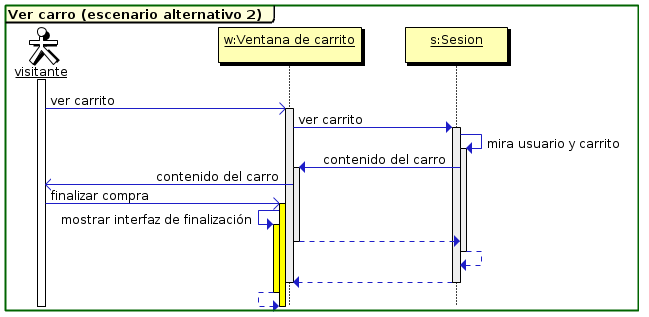 Ver carro (escenario alternativo 2)
visitante
w:Ventana de carrito
s:Sesion
ver carrito
ver carrito
mira usuario y carrito
contenido del carro
contenido del carro
finalizar compra
mostrar interfaz de finalización